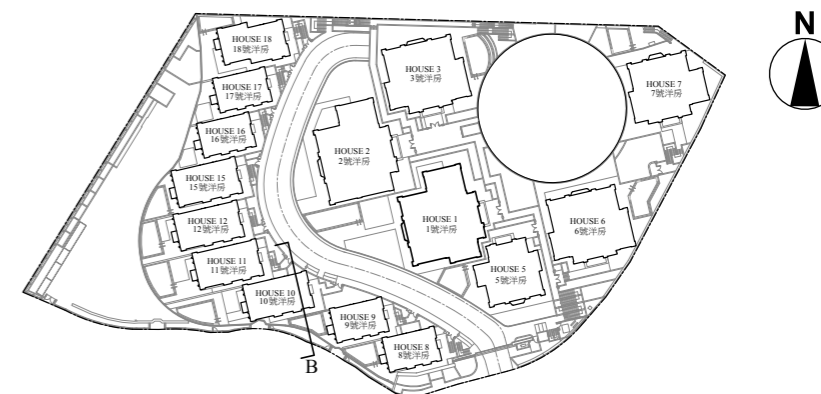 N
HOUSE 18
18號洋房
HOUSE 17
17號洋房
HOUSE 16
16號洋房
HOUSE 15
15號洋房
HOUSE 12
12號洋房
HOUSE 11
11號洋房
HOUSE 10
10號洋房
HOUSE 9
9號洋房
HOUSE 8
8號洋房
HOUSE 3
3號洋房
HOUSE 2
2號洋房
HOUSE 1
1號洋房
HOUSE 5
5號洋房
HOUSE 6
6號洋房
HOUSE 7
7號洋房
B